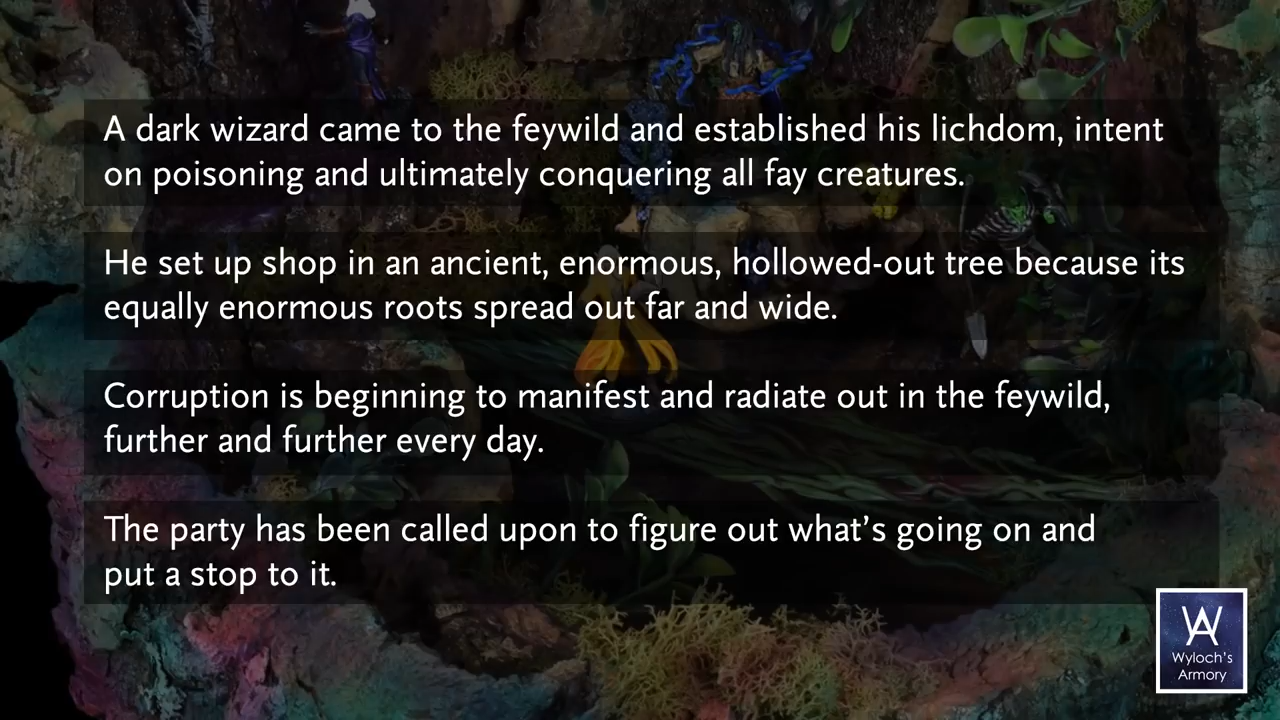 A dark wizard came to the feywild and established his lichdom, intent
on poisoning and ultimately conquering all fay creatures.
He set up shop in an ancient, enormous, hollowed-out tree because its
equally enormous roots spread out far and wide.
Corruption is beginning to manifest and radiate out in the feywild,
further and further every day.
The party has been called upon to figure out what's going on and
put a stop to it.
WA
Wyloch's
Armory